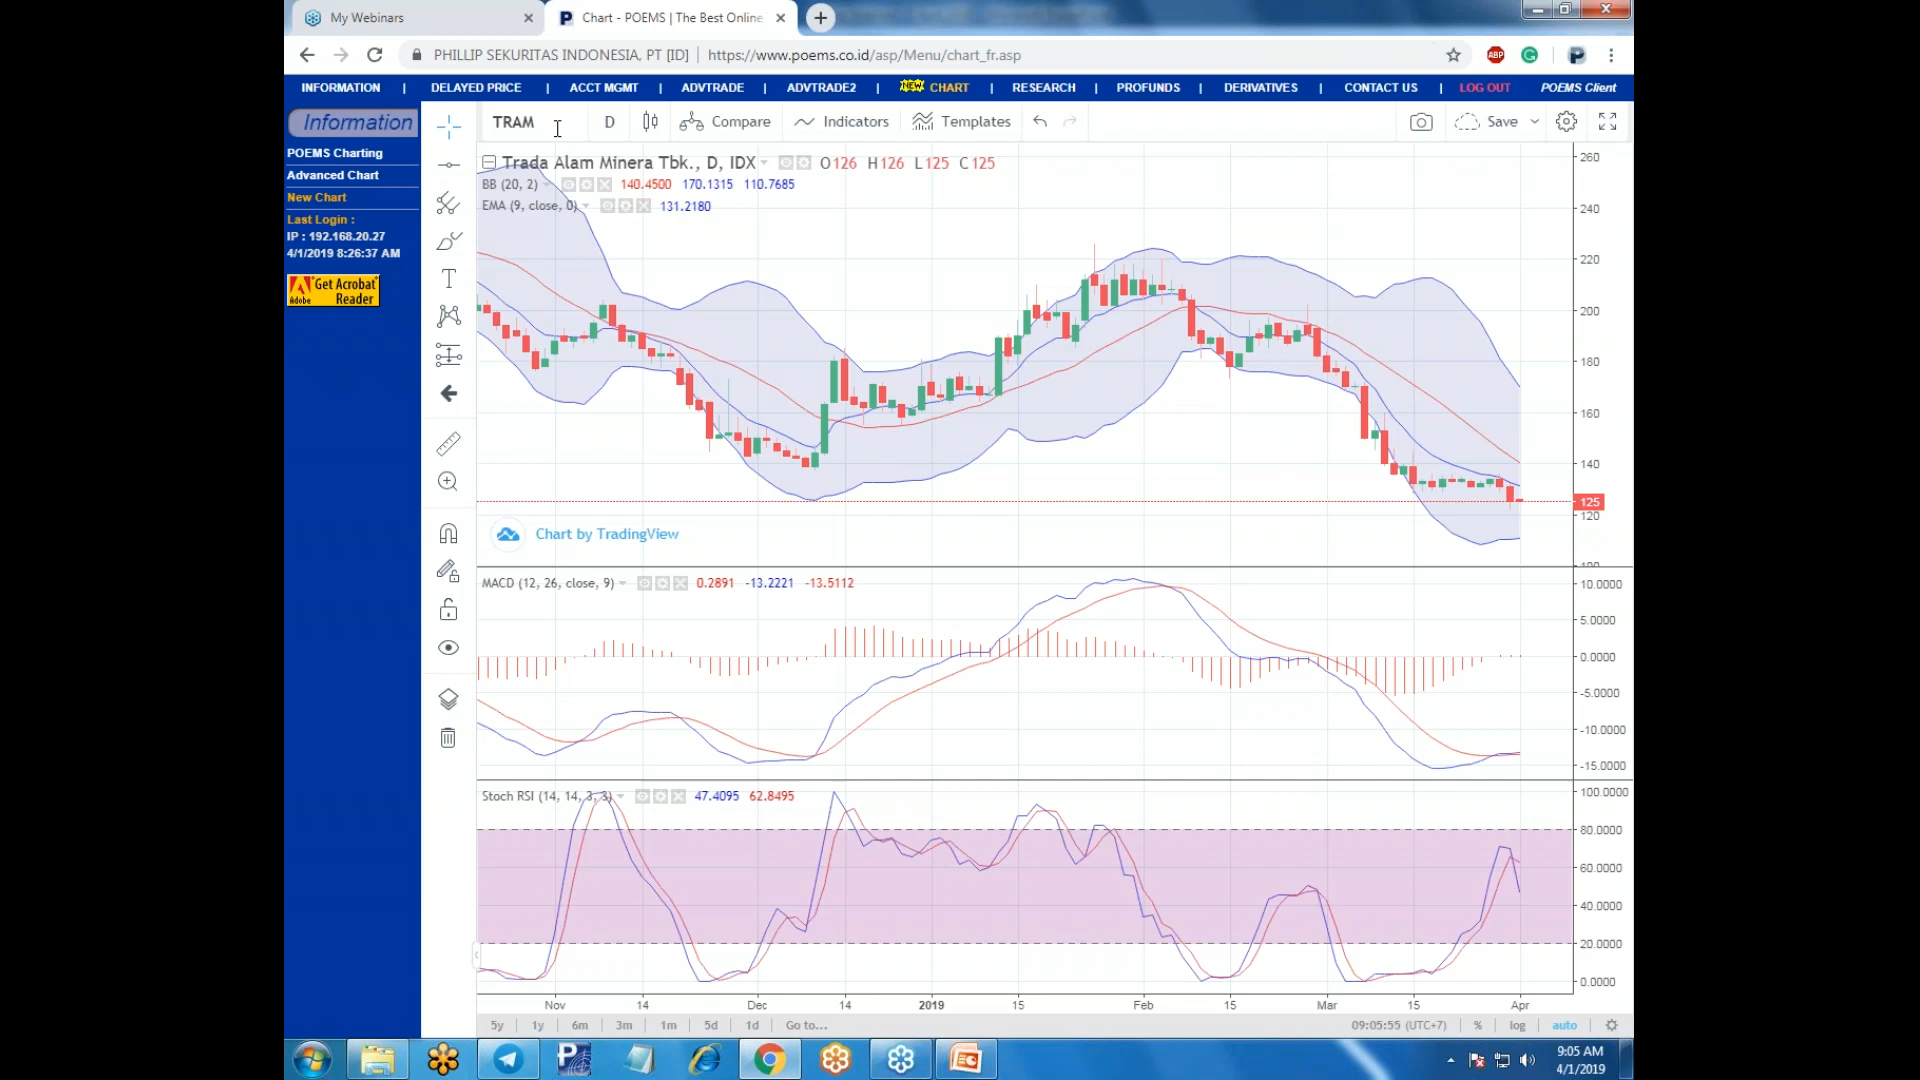 My Webinars
Chart - POEMS | The Best Online
PHILLIP SEKURITAS INDONESIA, PT [ID] https://www.poems.co.id/asp/Menu/chart_fr.asp
ABP
INFORMATION | DELAYED PRICE | ACCT MGMT | ADVTRADE | ADVTRADE2 | NEW CHART | RESEARCH | PROFUNDS | DERIVATIVES | CONTACT US | LOG OUT POEMS Client
Information
POEMS Charting
Advanced Chart
New Chart
Last Login :
IP : 192.168.20.27
4/1/2019 8:26:37 AM
Get Acrobat
Adobe Reader
TRAM D Compare Indicators Templates Save
Trada Alam Minera Tbk., D, IDX O126 H126 L125 C125
BB (20, 2) 140.4500 170.1315 110.7685
EMA (9, close, 0) 131.2180
260
240
220
200
180
160
140
125
120
100
Chart by TradingView
MACD (12, 26, close, 9) 0.2891 -13.2221 -13.5112
10.0000
5.0000
0.0000
-5.0000
-10.0000
-15.0000
Stoch RSI (14, 14, 3, 3) 47.4095 62.8495
100.0000
80.0000
60.0000
40.0000
20.0000
0.0000
Nov 14 Dec 14 2019 15 Feb 15 Mar 15 Apr
5y 1y 6m 3m 1m 5d 1d Go to... 09:05:55 (UTC+7) % log auto
9:05 AM
4/1/2019